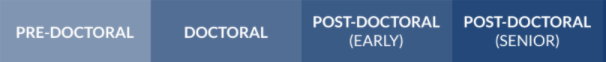 PRE-DOCTORAL
DOCTORAL
POST-DOCTORAL
(EARLY)
POST-DOCTORAL
(SENIOR)